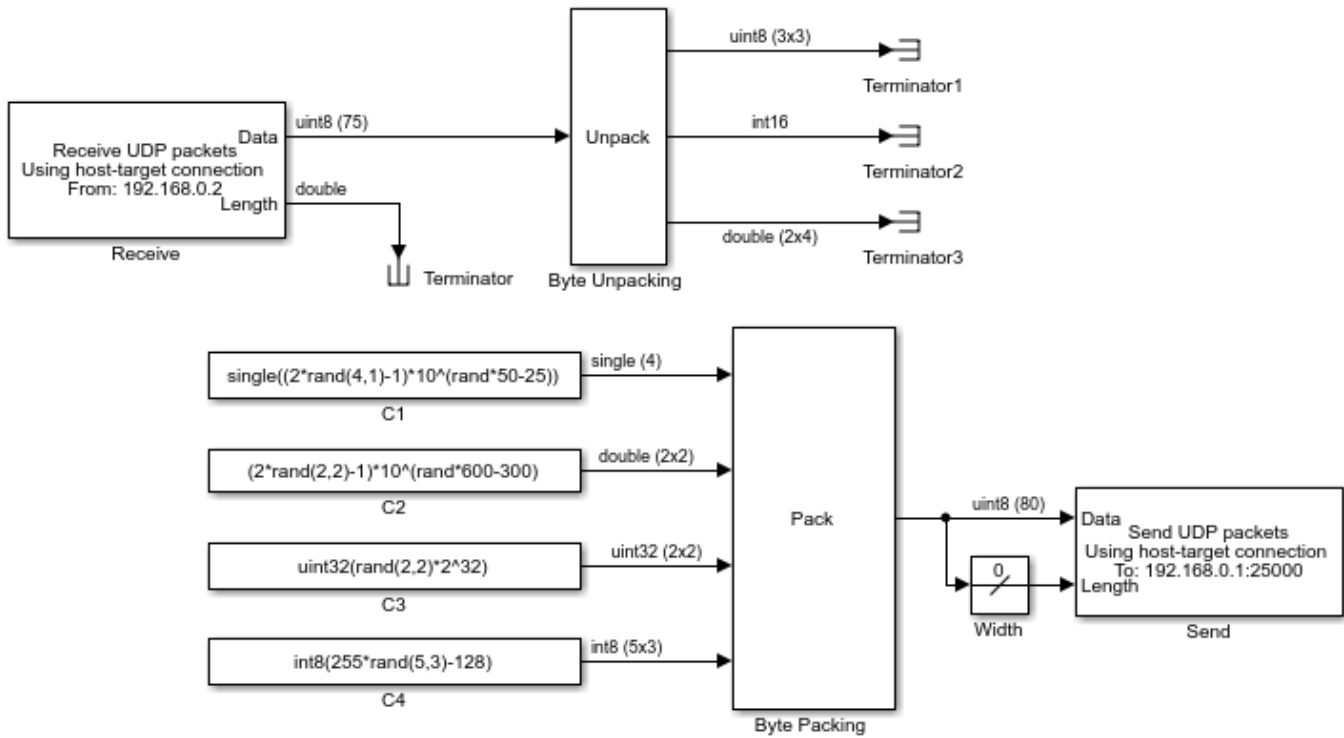 uint8 (3x3)
Terminator1
uint8 (75)
Data
Receive UDP packets
Using host-target connection
From: 192.168.0.2
Length
double
Receive
Terminator
Unpack
Byte Unpacking
int16
Terminator2
double (2x4)
Terminator3
single((2*rand(4,1)-1)*10^(rand*50-25))
C1
single (4)
(2*rand(2,2)-1)*10^(rand*600-300)
C2
double (2x2)
uint32(rand(2,2)*2^32)
C3
uint32 (2x2)
int8(255*rand(5,3)-128)
C4
int8 (5x3)
Pack
Byte Packing
uint8 (80)
0
Width
Data
Send UDP packets
Using host-target connection
To: 192.168.0.1:25000
Length
Send